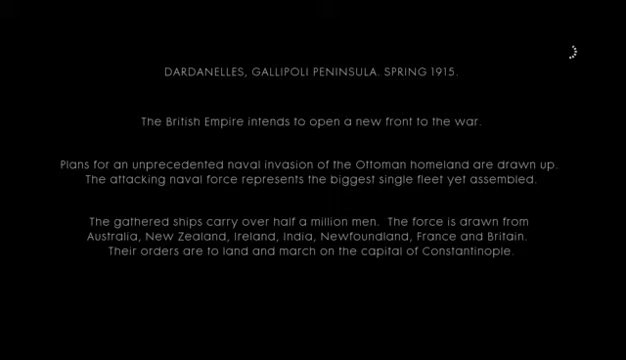 DARDANELLES, GALLIPOLI PENINSULA. SPRING 1915.
The British Empire intends to open a new front to the war.
Plans for an unprecedented naval invasion of the Ottoman homeland are drawn up.
The attacking naval force represents the biggest single fleet yet assembled.
The gathered ships carry over half a million men. The force is drawn from
Australia, New Zealand, Ireland, India, Newfoundland, France and Britain.
Their orders are to land and march on the capital of Constantinople.